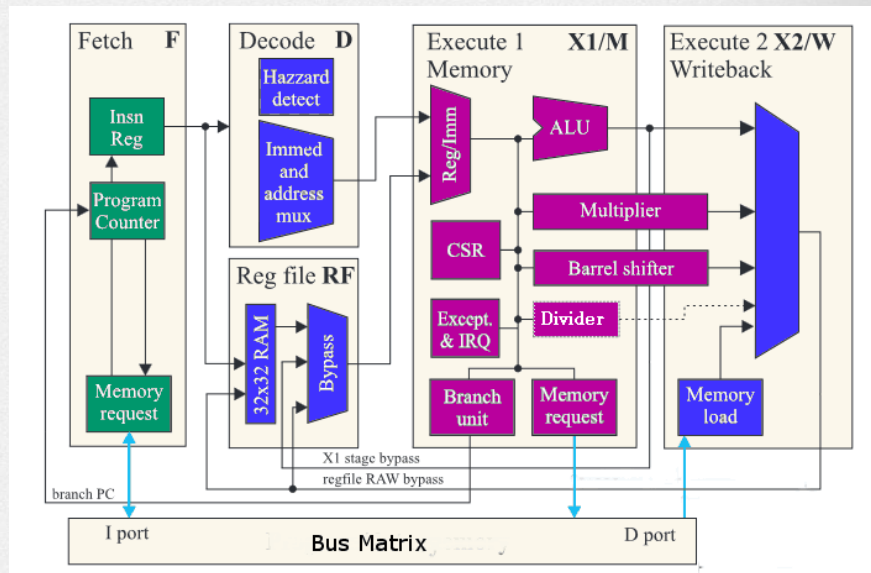 Fetch F
Insn
Reg
Program
Counter
Memory
request
Decode D
Hazzard
detect
Immed
and
address
mux
Reg file RF
32x32 RAM
Bypass
Execute 1 X1/M
Memory
Reg/Imm
ALU
Multiplier
CSR
Barrel shifter
Except.
& IRQ
Divider
Branch
unit
Memory
request
Execute 2 X2/W
Writeback
Memory
load
X1 stage bypass
regfile RAW bypass
branch PC
I port
Bus Matrix
D port